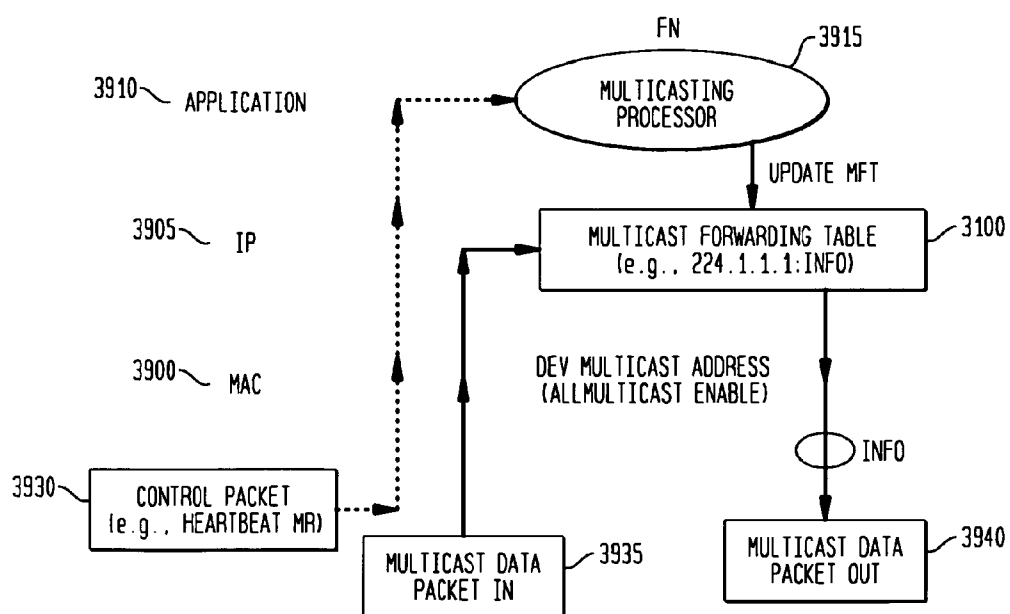 FN
3915
3910
APPLICATION
MULTICASTING
PROCESSOR
UPDATE MFT
3905
IP
MULTICAST FORWARDING TABLE
(e.g., 224.1.1.1:INFO)
3100
3900
MAC
DEV MULTICAST ADDRESS
(ALLMULTICAST ENABLE)
INFO
3930
CONTROL PACKET
(e.g., HEARTBEAT MR)
3935
MULTICAST DATA
PACKET IN
MULTICAST DATA
PACKET OUT
3940